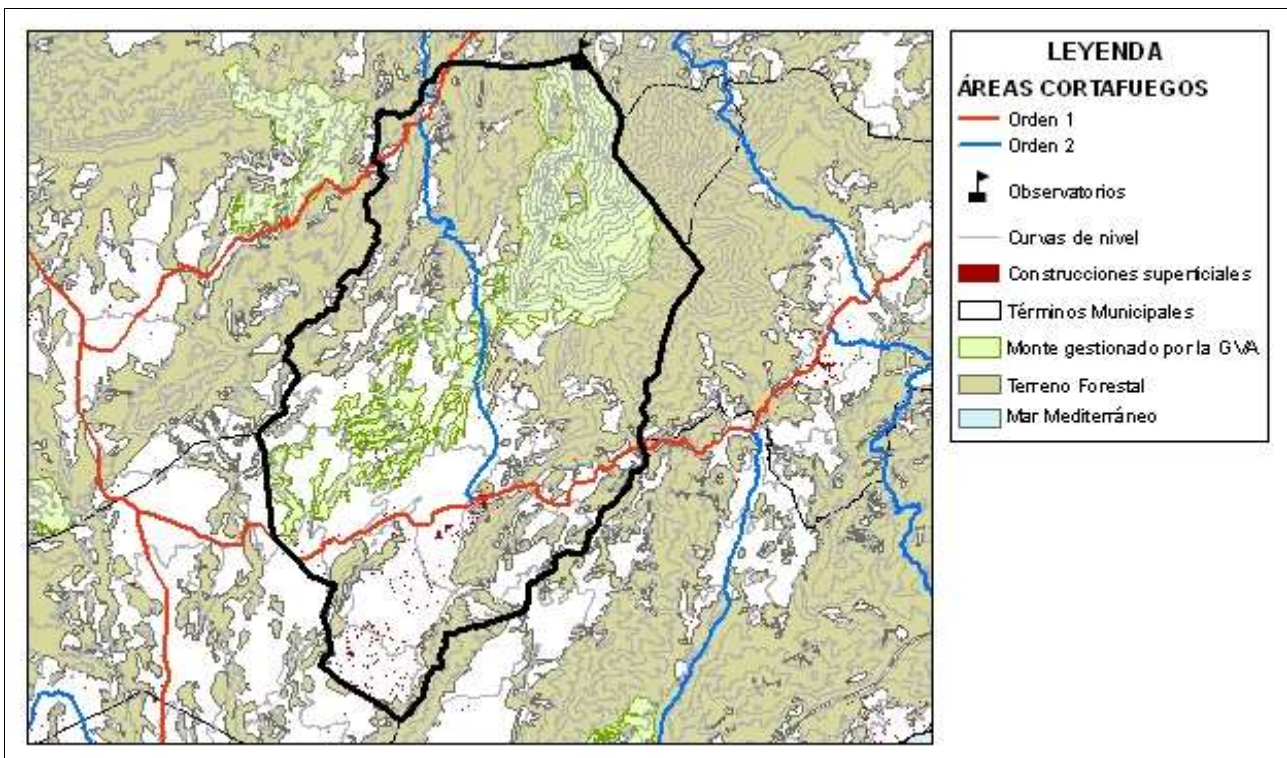 LEYENDA
ÁREAS CORTAFUEGOS
Orden 1
Orden 2
Observatorios
Curvas de nivel
Construcciones superficiales
Términos Municipales
Monte gestionado por la GVA
Terreno Forestal
Mar Mediterráneo